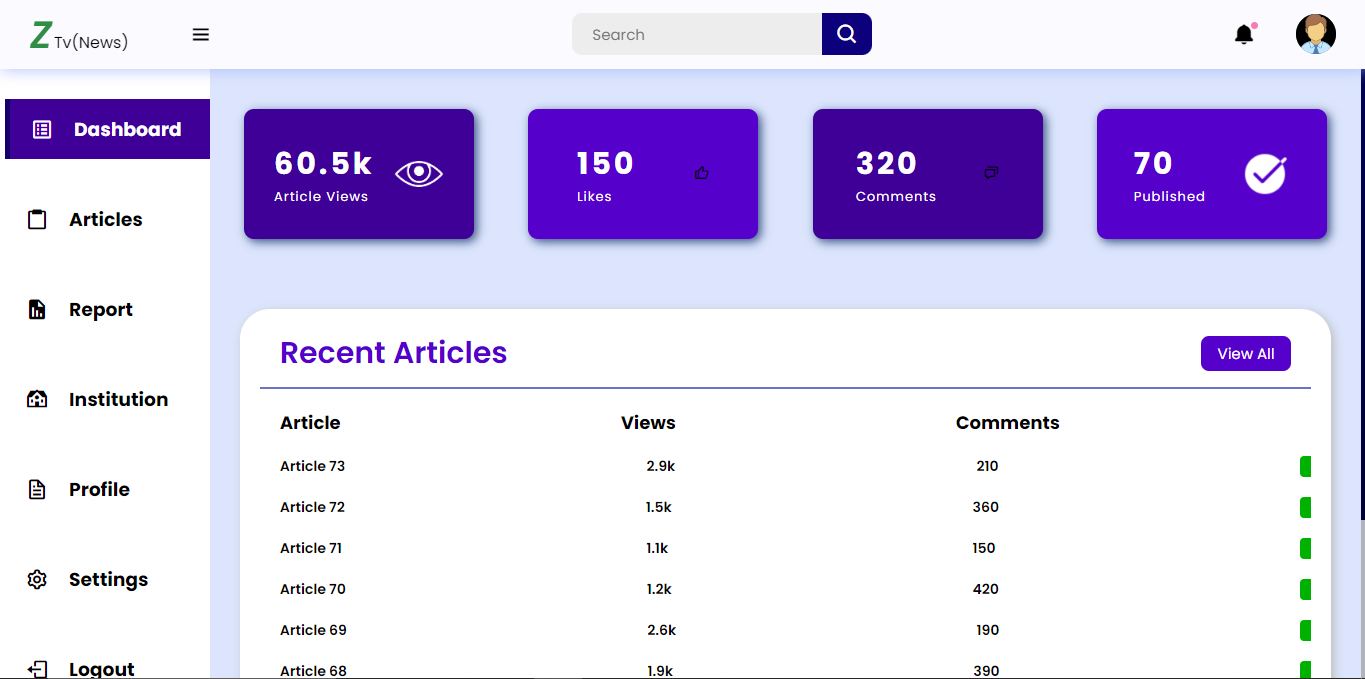 Z Tv(News)
Search
Dashboard
Articles
Report
Institution
Profile
Settings
Logout
60.5k
Article Views
150
Likes
320
Comments
70
Published
Recent Articles
View All
Article Views Comments
Article 73 2.9k 210
Article 72 1.5k 360
Article 71 1.1k 150
Article 70 1.2k 420
Article 69 2.6k 190
Article 68 1.9k 390